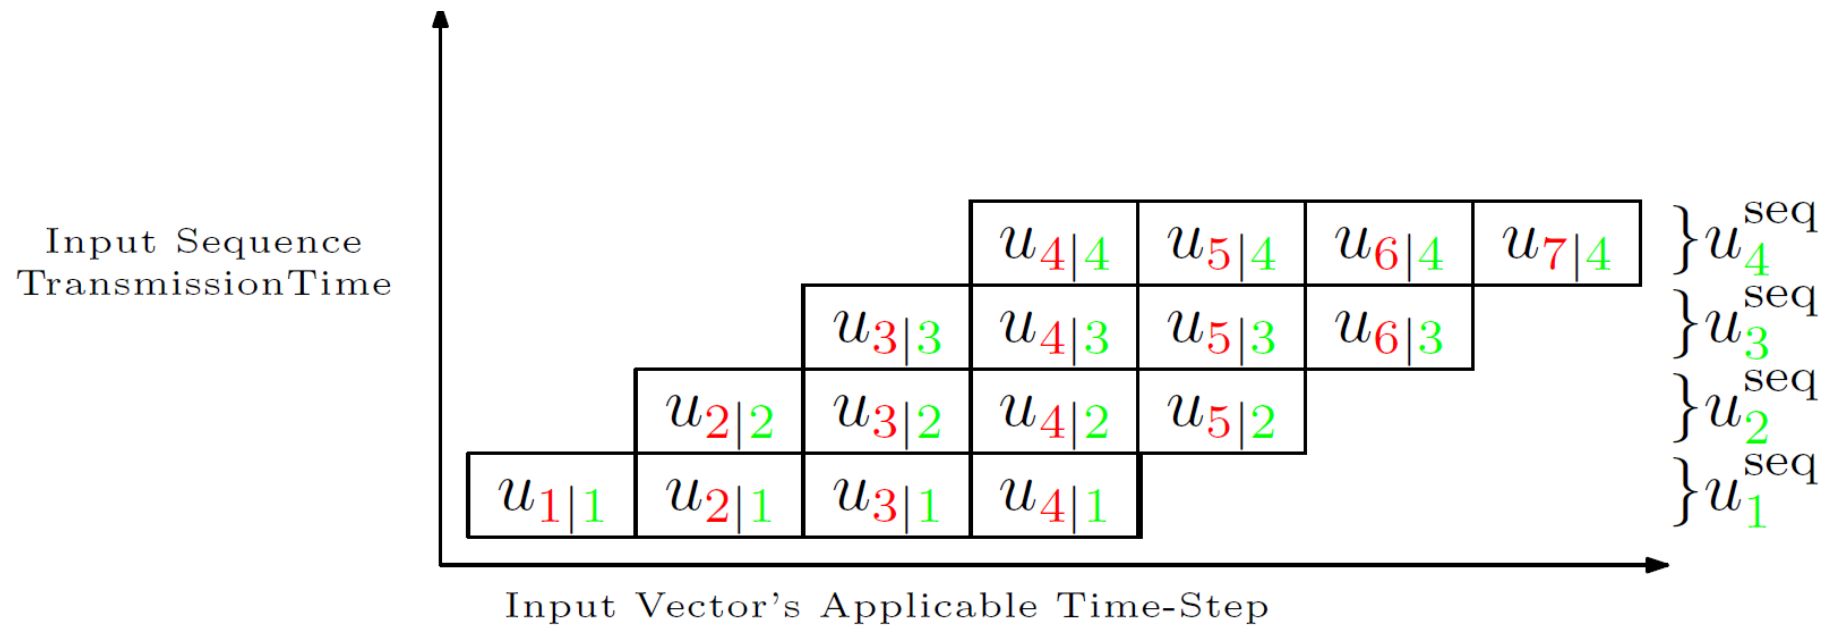 Input Sequence
TransmissionTime
u4|4 u5|4 u6|4 u7|4 }u4seq
u3|3 u4|3 u5|3 u6|3 }u3seq
u2|2 u3|2 u4|2 u5|2 }u2seq
u1|1 u2|1 u3|1 u4|1 }u1seq
Input Vector's Applicable Time-Step